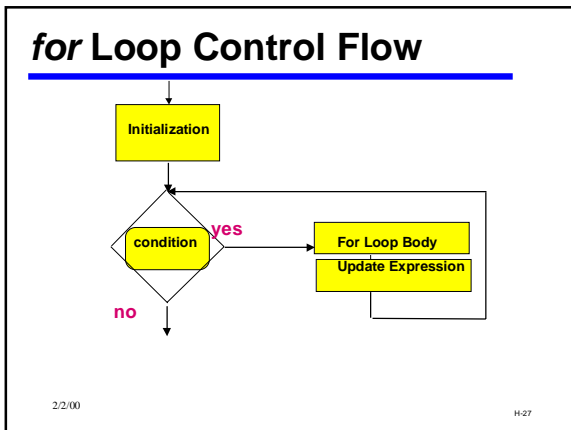 for Loop Control Flow
Initialization
condition
yes
For Loop Body
Update Expression
no
2/2/00
H-27